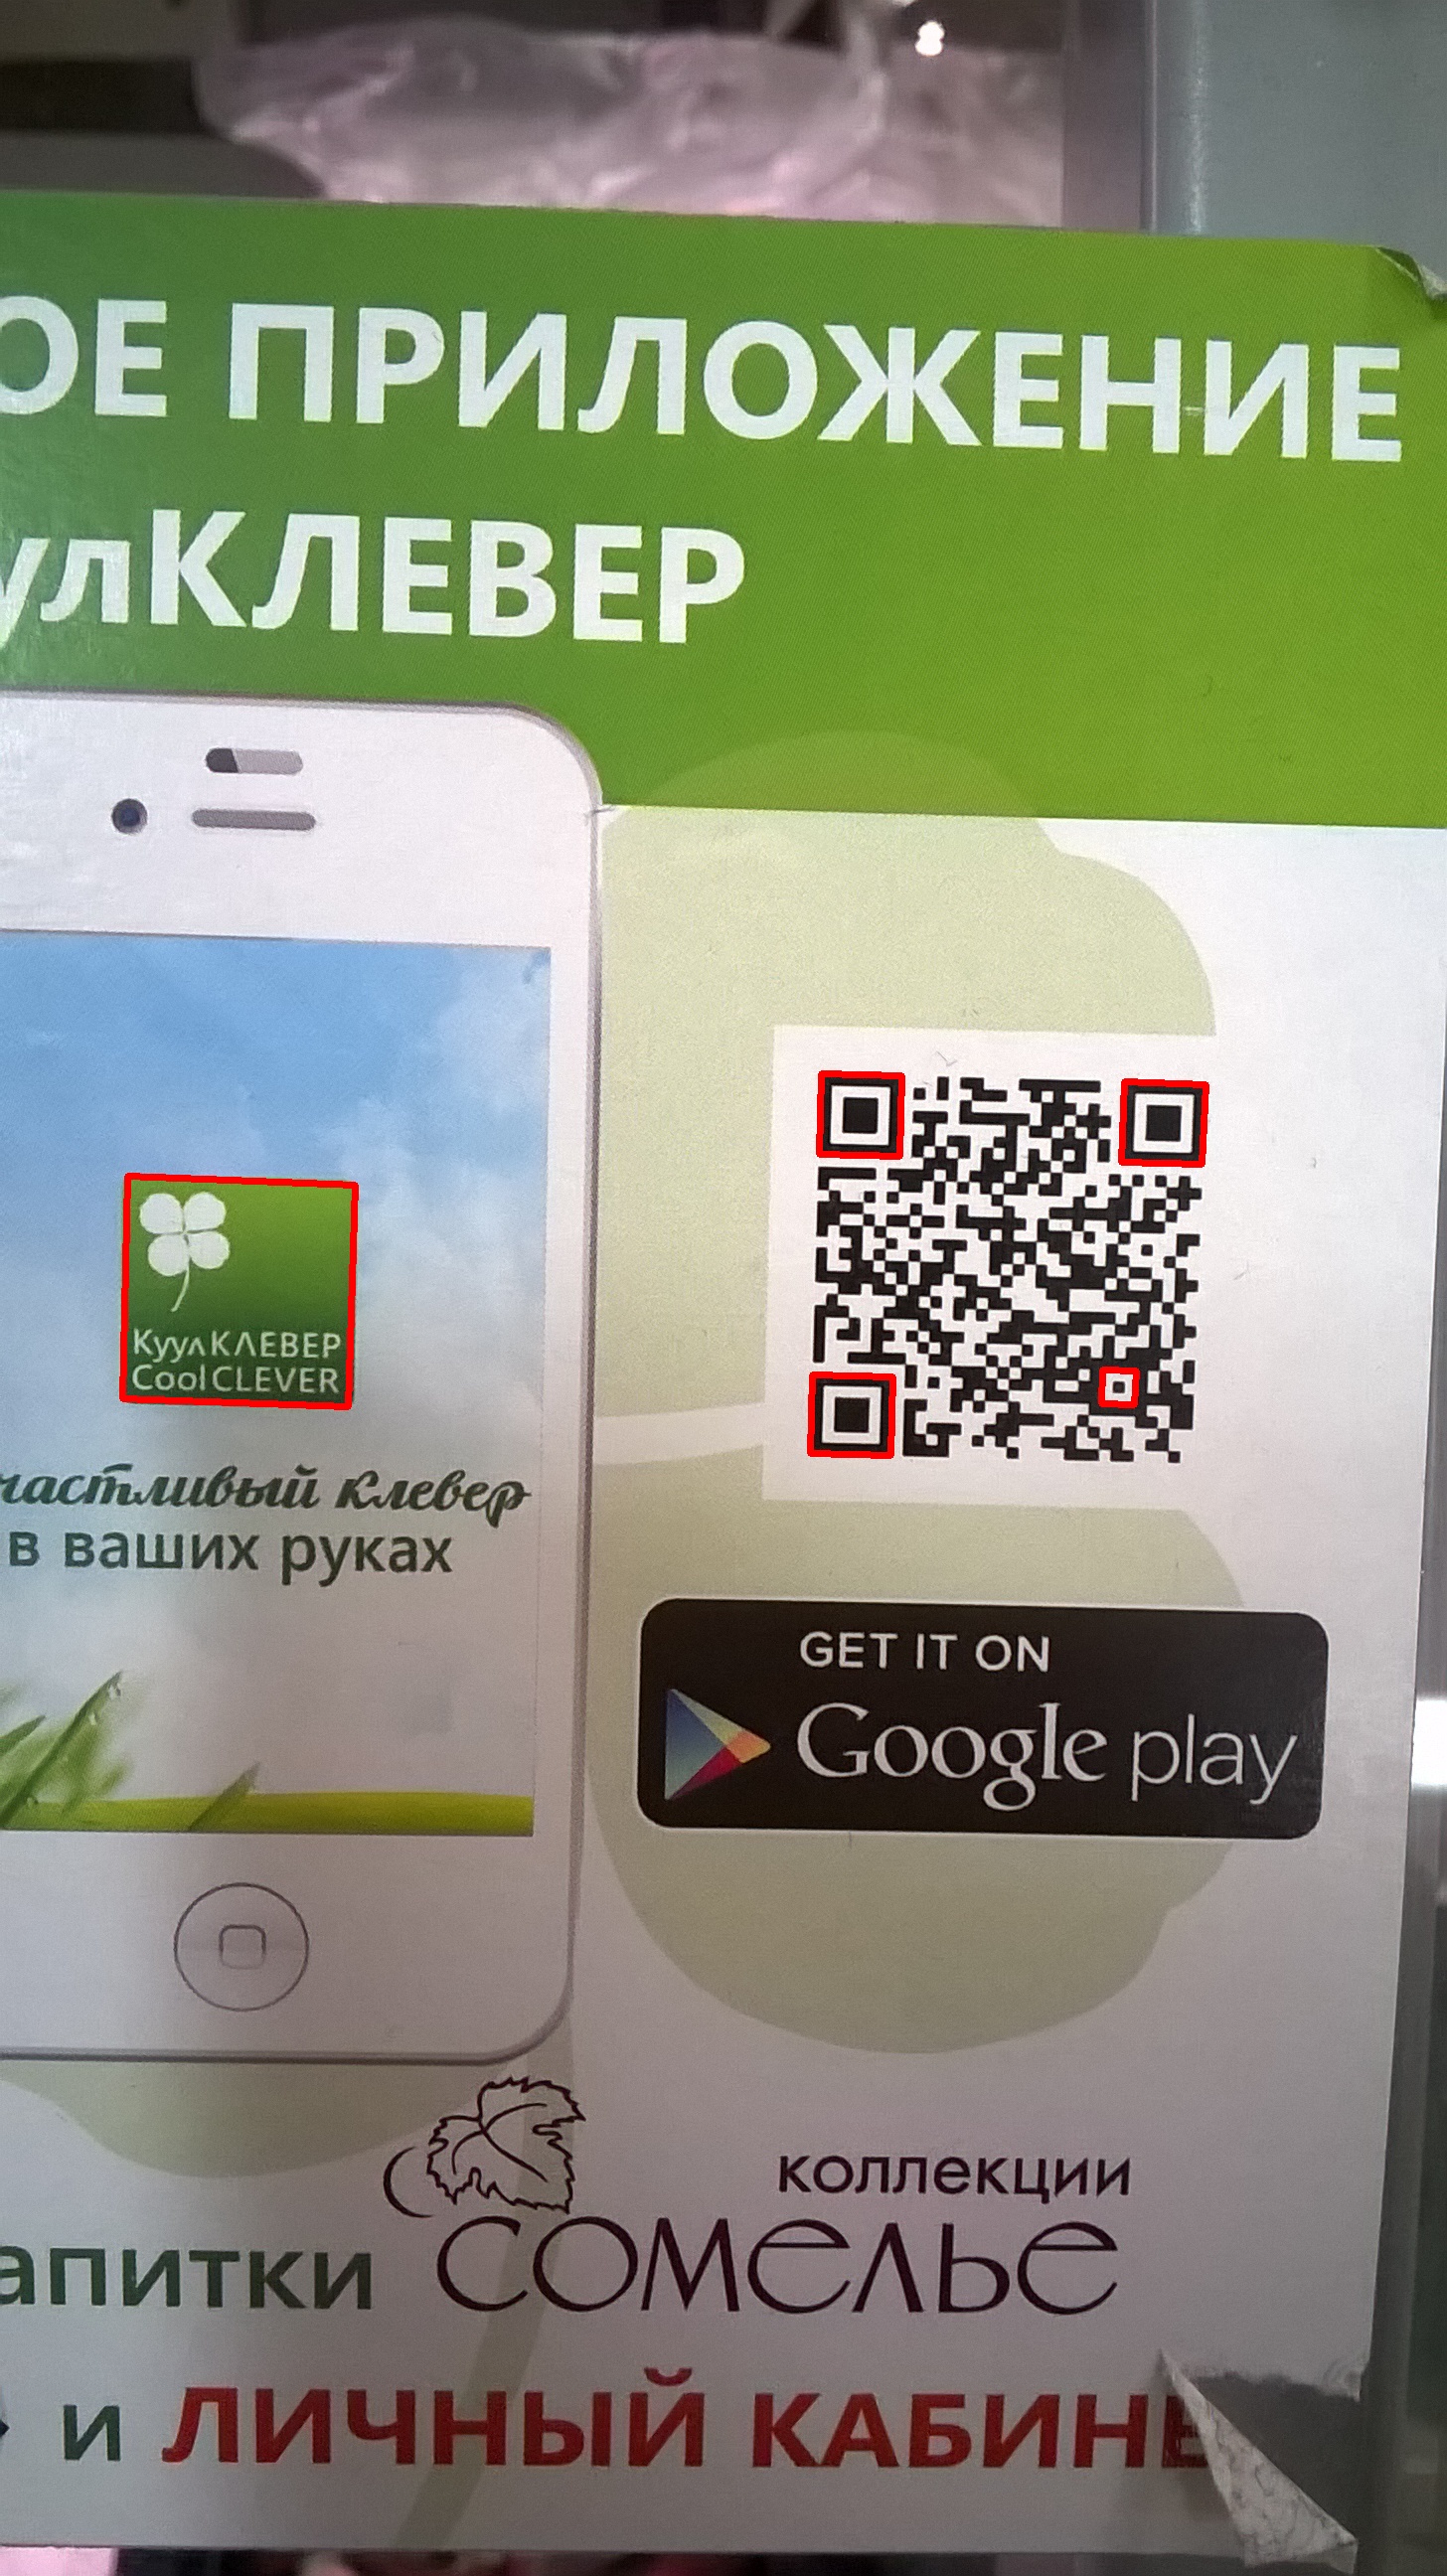 ОЕ ПРИЛОЖЕНИЕ
улКЛЕВЕР
КуулКЛЕВЕР
CoolCLEVER
частливый клевер
в ваших руках
GET IT ON
Google play
коллекции
апитки сомелье
и ЛИЧНЫЙ КАБИНЕ